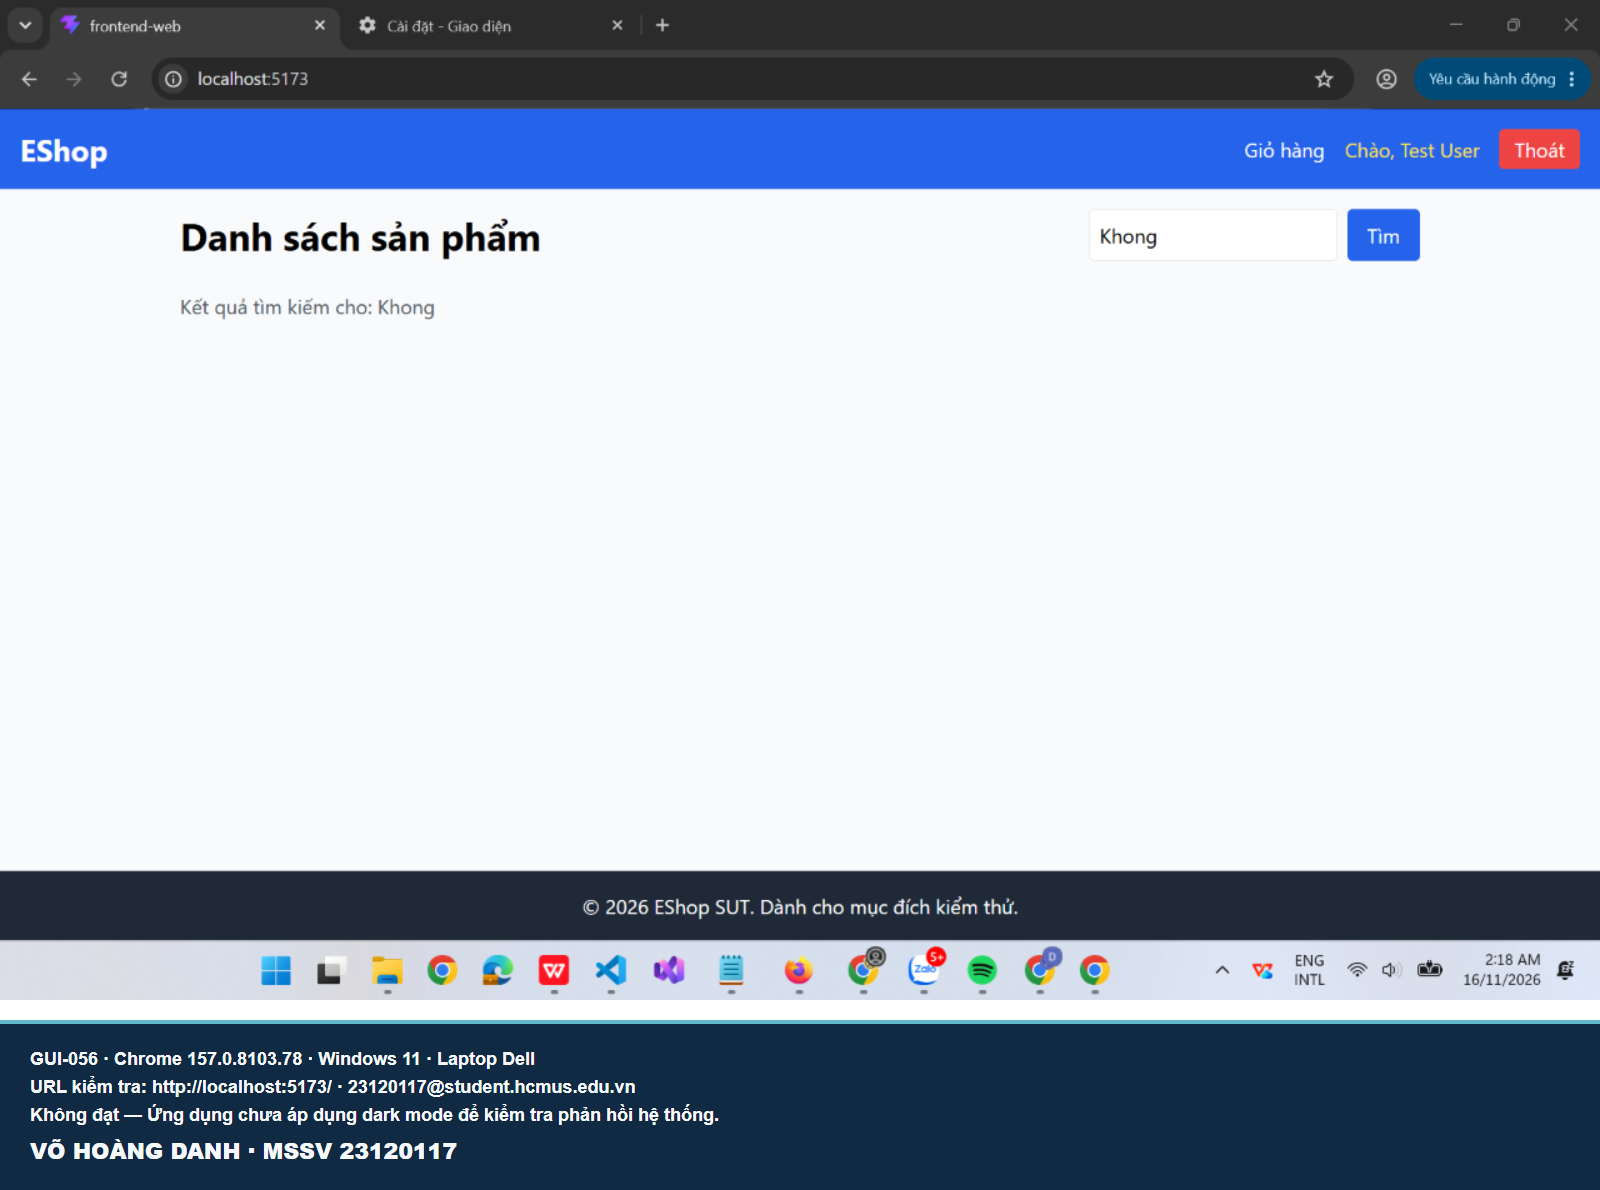 frontend-web
Cài đặt - Giao diện
localhost:5173
Yêu cầu hành động
EShop
Giỏ hàng
Chào, Test User
Thoát
Danh sách sản phẩm
Khong
Tìm
Kết quả tìm kiếm cho: Khong
© 2026 EShop SUT. Dành cho mục đích kiểm thử.
Zalo
5+
D
ENG
INTL
2:18 AM
16/11/2026
GUI-056 · Chrome 157.0.8103.78 · Windows 11 · Laptop Dell
URL kiểm tra: http://localhost:5173/ · 23120117@student.hcmus.edu.vn
Không đạt — Ứng dụng chưa áp dụng dark mode để kiểm tra phản hồi hệ thống.
VÕ HOÀNG DANH · MSSV 23120117